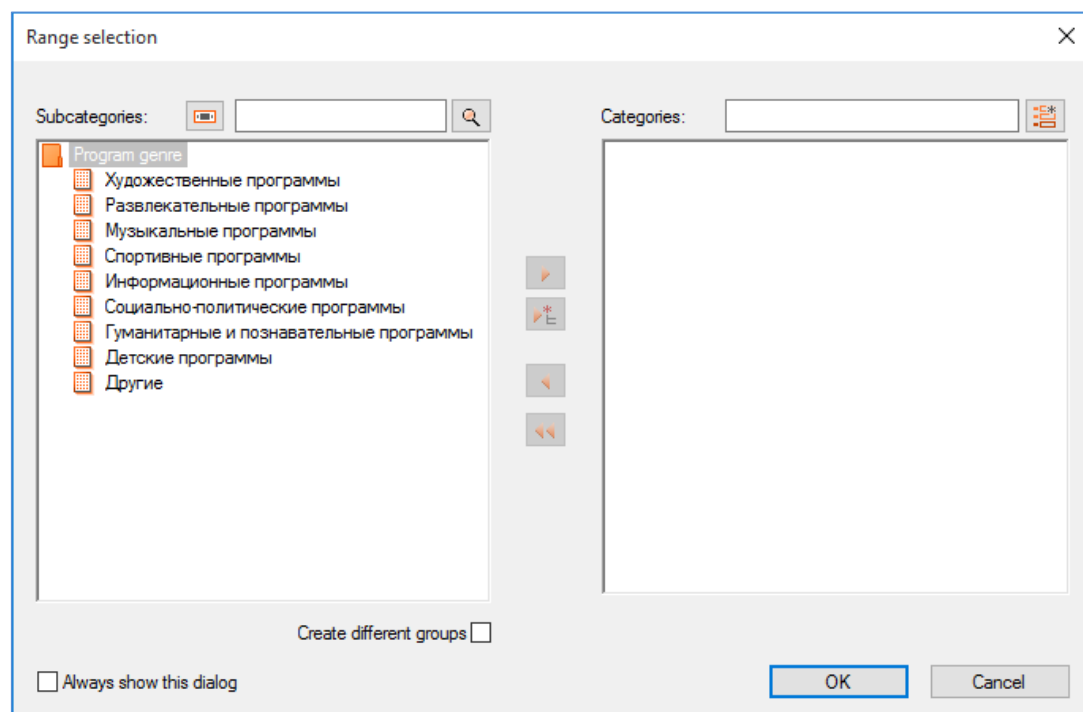 Range selection
Subcategories:
Categories:
Program genre
Художественные программы
Развлекательные программы
Музыкальные программы
Спортивные программы
Информационные программы
Социально-политические программы
Гуманитарные и познавательные программы
Детские программы
Другие
Create different groups
Always show this dialog
OK
Cancel